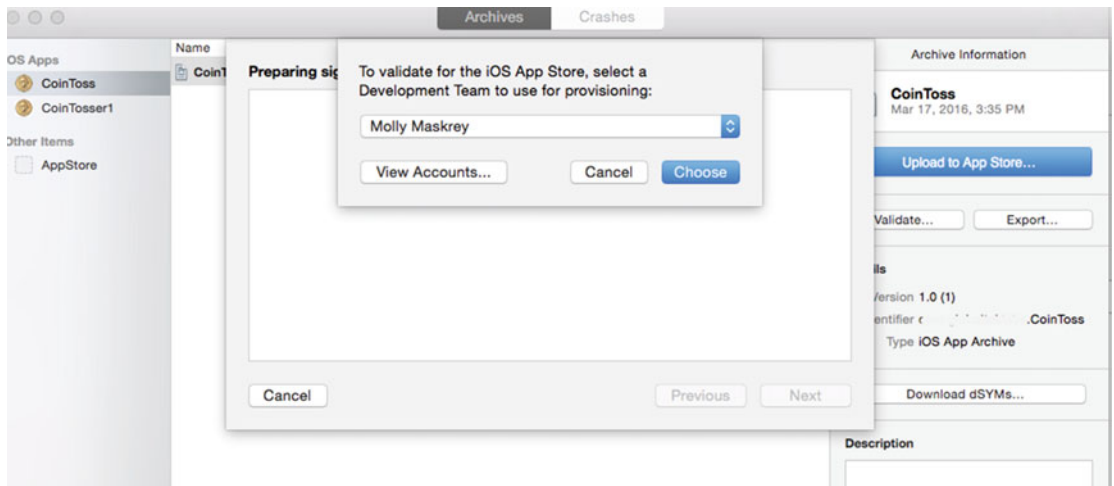 Archives
Crashes
OS Apps
CoinToss
CoinTosser1
Other Items
AppStore
Name
CoinT
Preparing sig
To validate for the iOS App Store, select a
Development Team to use for provisioning:
Molly Maskrey
View Accounts...
Cancel
Choose
Cancel
Previous
Next
Archive Information
CoinToss
Mar 17, 2016, 3:35 PM
Upload to App Store...
Validate...
Export...
ils
Version 1.0 (1)
entifier c .CoinToss
Type iOS App Archive
Download dSYMs...
Description